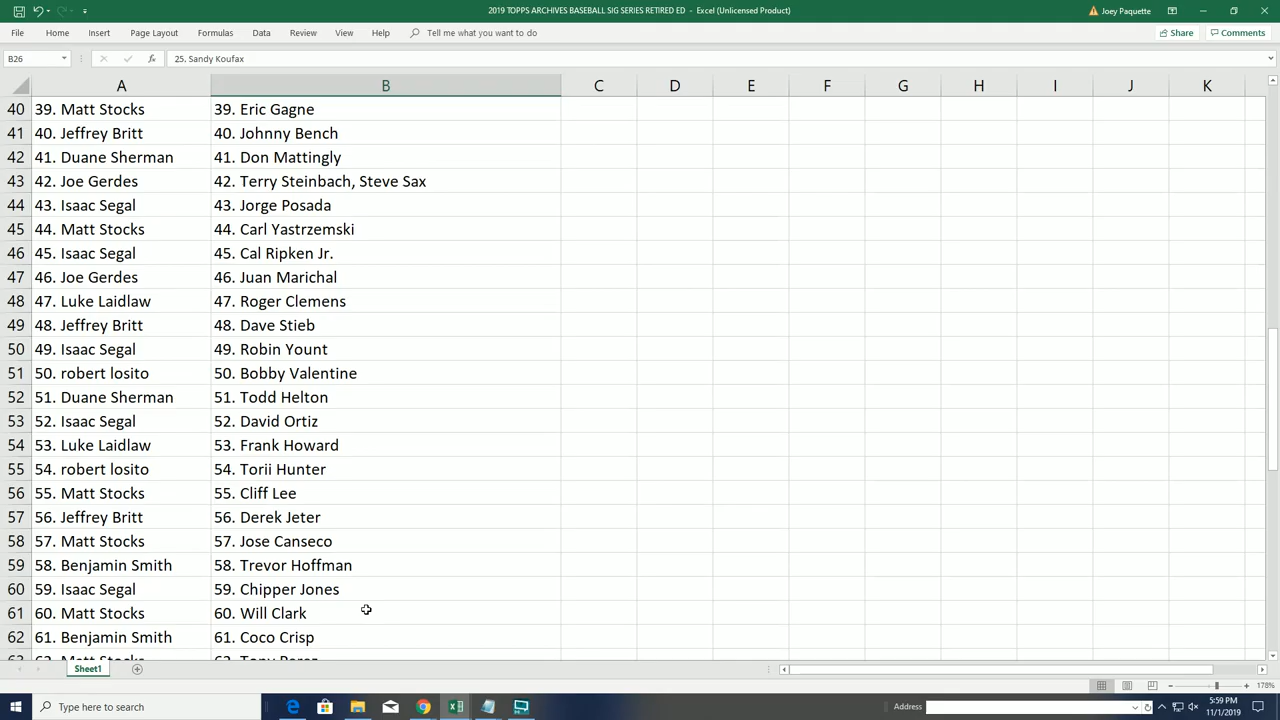 2019 TOPPS ARCHIVES BASEBALL SIG SERIES RETIRED ED - Excel (Unlicensed Product)
Joey Paquette
File Home Insert Page Layout Formulas Data Review View Help Tell me what you want to do
Share Comments
B26 25. Sandy Koufax
A B C D E F G H I J K
40 39. Matt Stocks 39. Eric Gagne
41 40. Jeffrey Britt 40. Johnny Bench
42 41. Duane Sherman 41. Don Mattingly
43 42. Joe Gerdes 42. Terry Steinbach, Steve Sax
44 43. Isaac Segal 43. Jorge Posada
45 44. Matt Stocks 44. Carl Yastrzemski
46 45. Isaac Segal 45. Cal Ripken Jr.
47 46. Joe Gerdes 46. Juan Marichal
48 47. Luke Laidlaw 47. Roger Clemens
49 48. Jeffrey Britt 48. Dave Stieb
50 49. Isaac Segal 49. Robin Yount
51 50. robert losito 50. Bobby Valentine
52 51. Duane Sherman 51. Todd Helton
53 52. Isaac Segal 52. David Ortiz
54 53. Luke Laidlaw 53. Frank Howard
55 54. robert losito 54. Torii Hunter
56 55. Matt Stocks 55. Cliff Lee
57 56. Jeffrey Britt 56. Derek Jeter
58 57. Matt Stocks 57. Jose Canseco
59 58. Benjamin Smith 58. Trevor Hoffman
60 59. Isaac Segal 59. Chipper Jones
61 60. Matt Stocks 60. Will Clark
62 61. Benjamin Smith 61. Coco Crisp
Sheet1
178%
Type here to search
Address
5:59 PM
11/1/2019